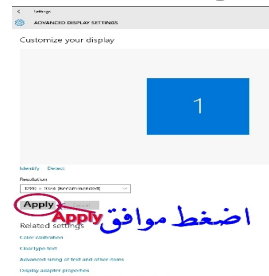 Settings
ADVANCED DISPLAY SETTINGS
Customize your display
1
Identify Detect
Resolution
(Recommended)
Apply
Apply
اضغط موافق
Related settings
Color calibration
ClearType text
Advanced sizing of text and other items
Display adapter properties